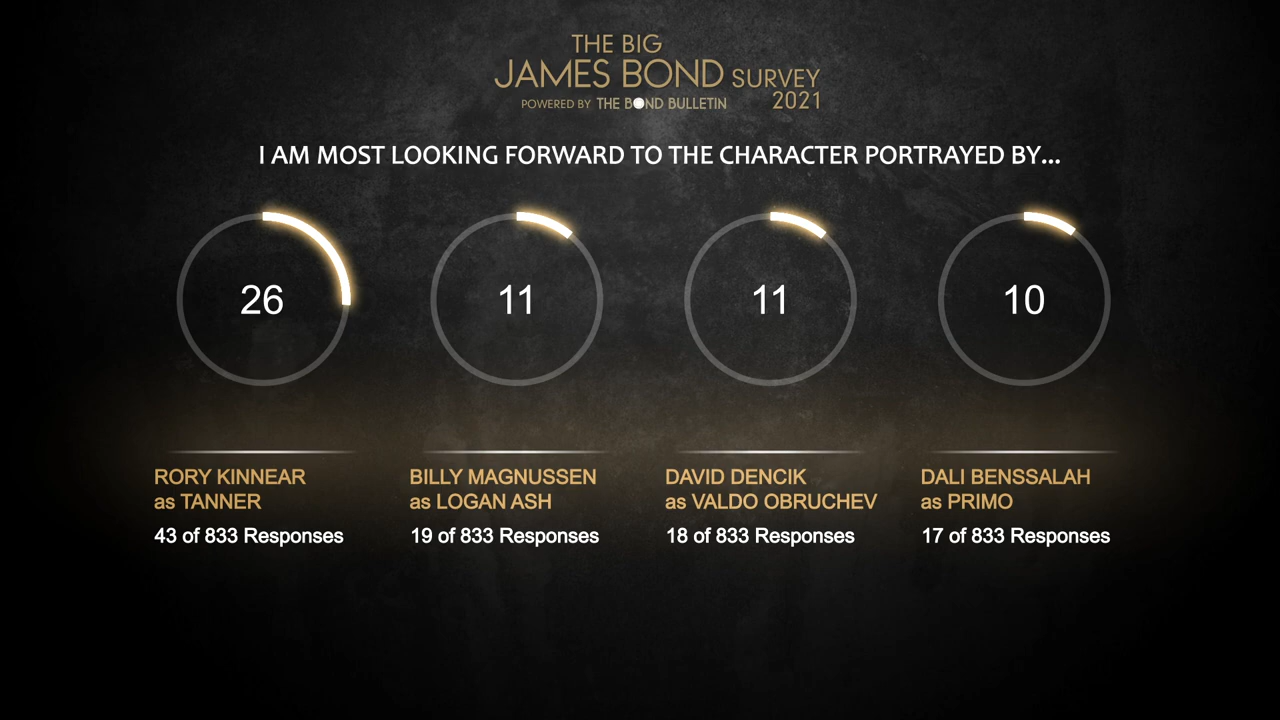 THE BIG
JAMES BOND SURVEY
POWERED BY THE BOND BULLETIN 2021
I AM MOST LOOKING FORWARD TO THE CHARACTER PORTRAYED BY...
26
11
11
10
RORY KINNEAR
as TANNER
43 of 833 Responses
BILLY MAGNUSSEN
as LOGAN ASH
19 of 833 Responses
DAVID DENCIK
as VALDO OBRUCHEV
18 of 833 Responses
DALI BENSSALAH
as PRIMO
17 of 833 Responses